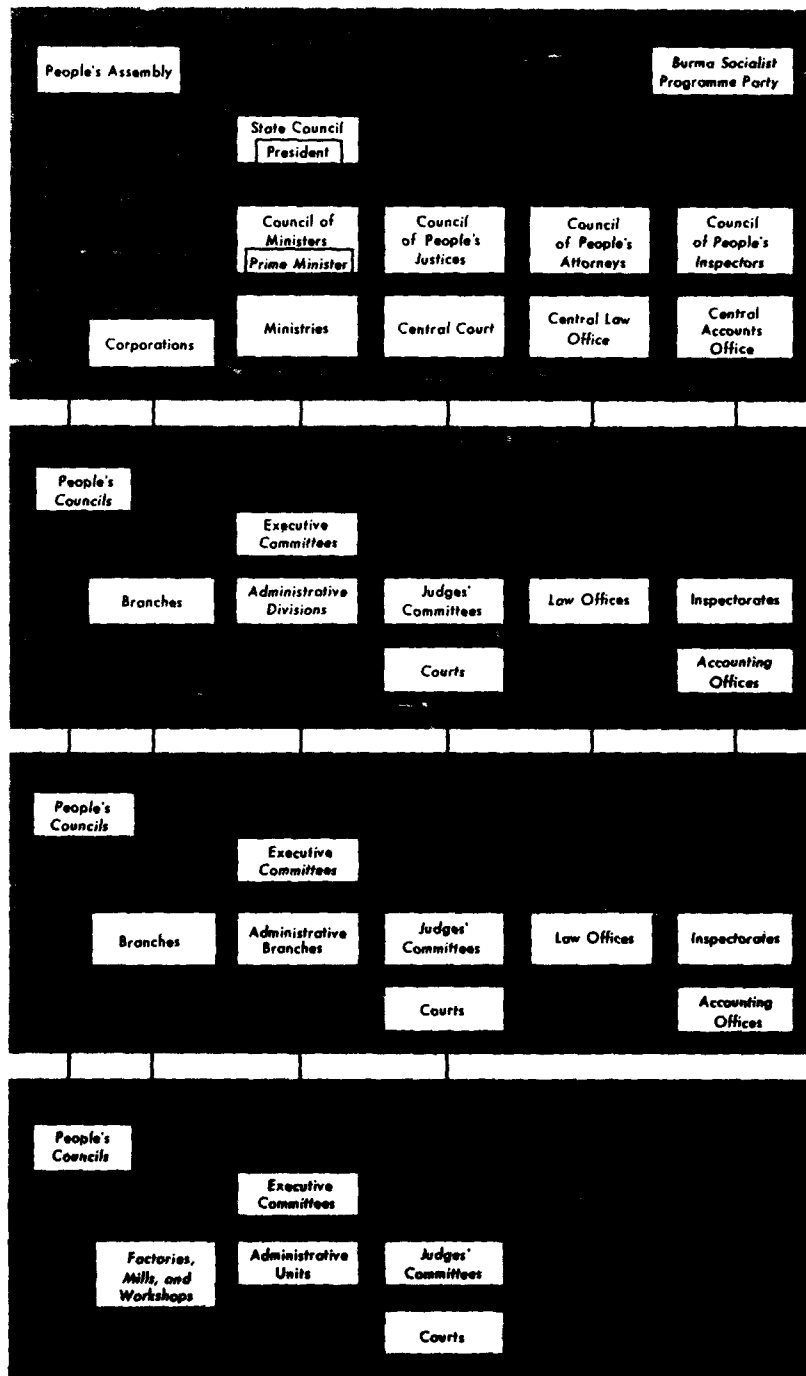 People's Assembly
Burma Socialist
Programme Party
State Council
President
Council of
Ministers
Prime Minister
Council
of People's
Justices
Council
of People's
Attorneys
Council
of People's
Inspectors
Corporations
Ministries
Central Court
Central Law
Office
Central
Accounts
Office
People's
Councils
Executive
Committees
Branches
Administrative
Divisions
Judges'
Committees
Law Offices
Inspectorates
Courts
Accounting
Offices
People's
Councils
Executive
Committees
Branches
Administrative
Branches
Judges'
Committees
Law Offices
Inspectorates
Courts
Accounting
Offices
People's
Councils
Executive
Committees
Factories,
Mills, and
Workshops
Administrative
Units
Judges'
Committees
Courts